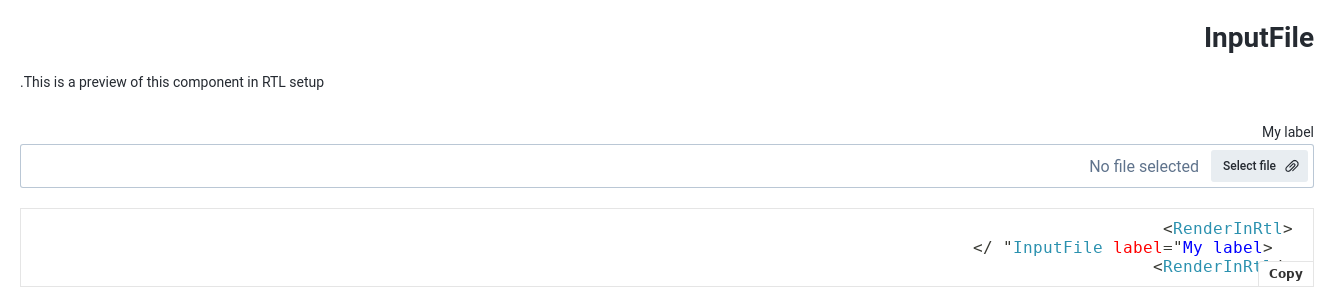 InputFile
.This is a preview of this component in RTL setup
My label
No file selected Select file
<RenderInRtl>
</ "InputFile label="My label>
<RenderInRtl
Copy